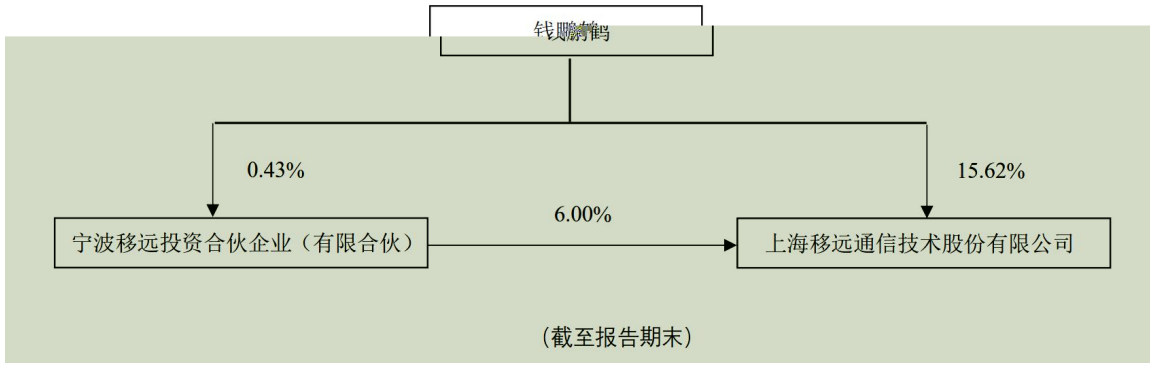 钱鹏鹤
0.43%
15.62%
6.00%
宁波移远投资合伙企业（有限合伙）
上海移远通信技术股份有限公司
（截至报告期末）